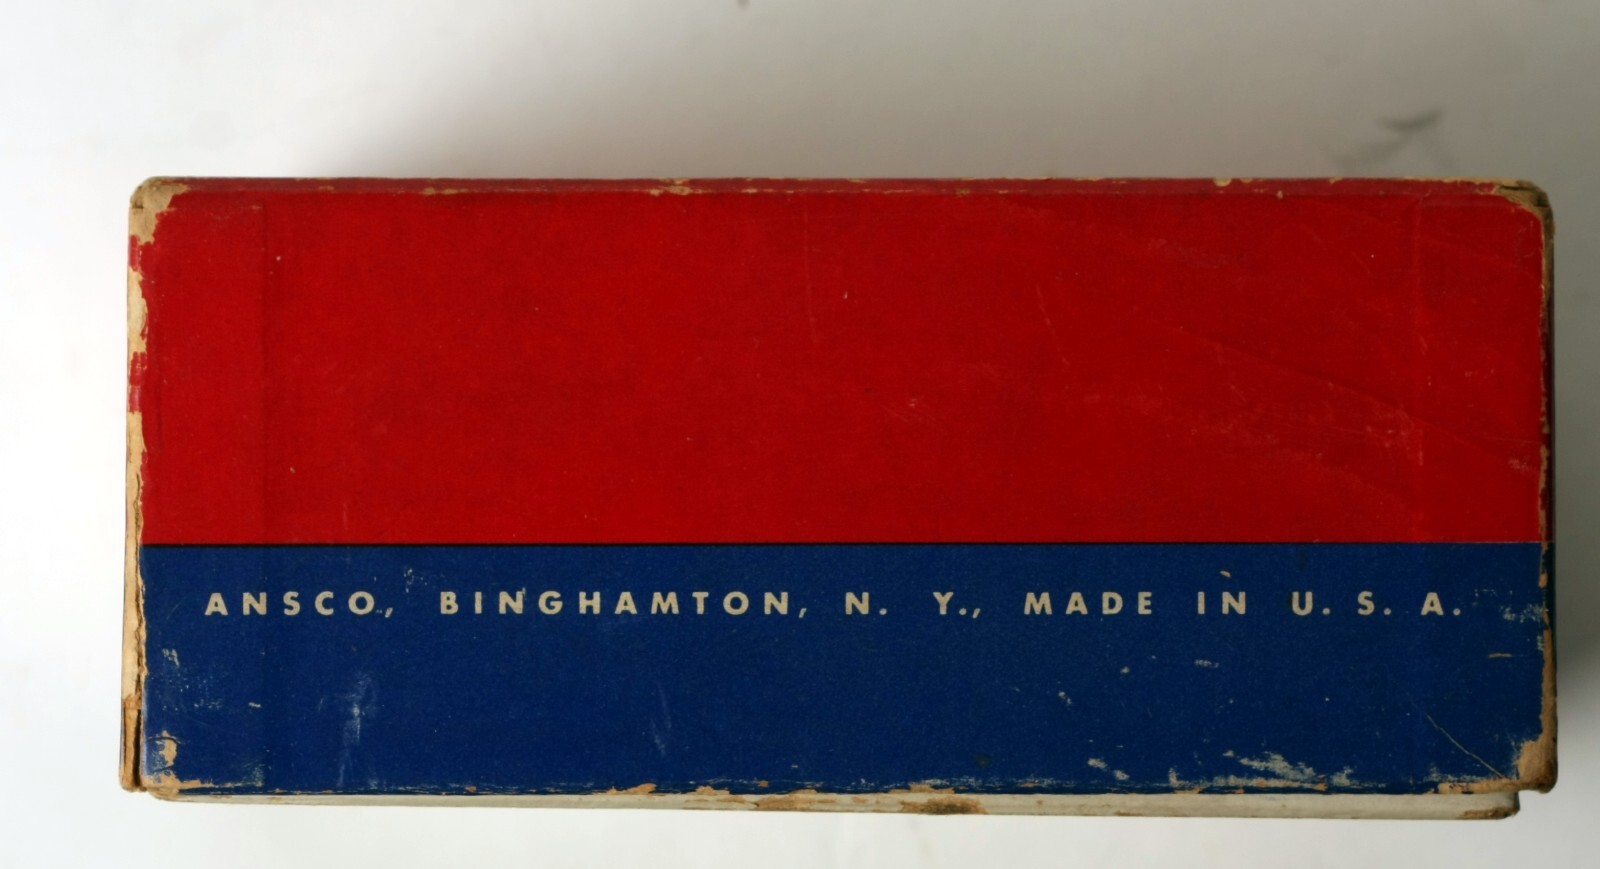 ANSCO, BINGHAMTON, N. Y., MADE IN U. S. A.